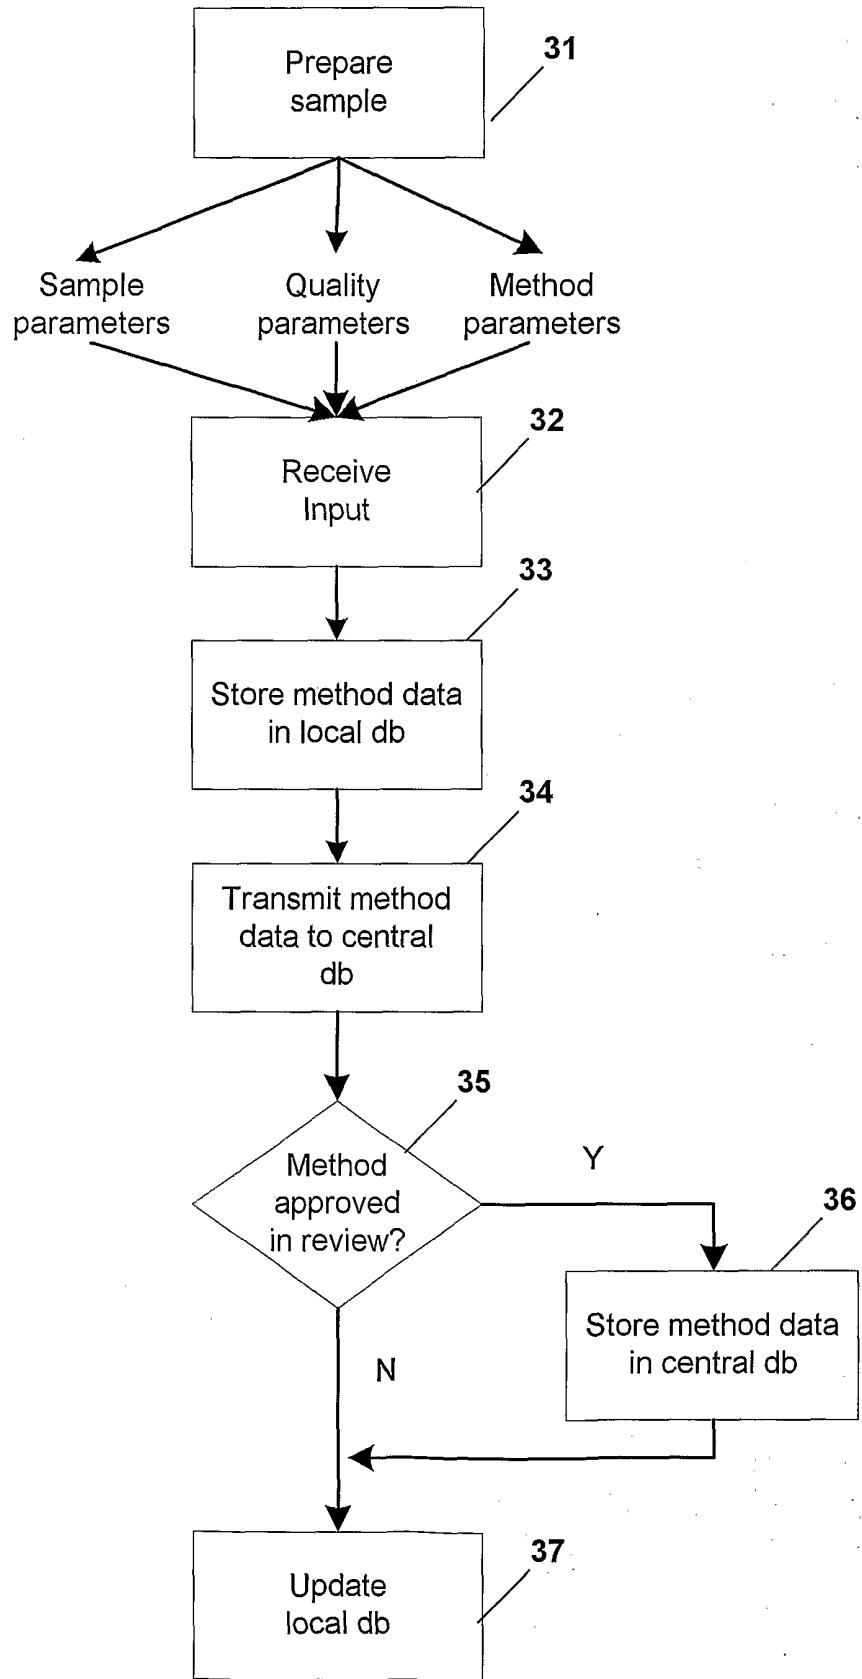 Prepare
sample
31
Sample
parameters
Quality
parameters
Method
parameters
32
Receive
Input
33
Store method data
in local db
34
Transmit method
data to central
db
35
Method
approved
in review?
Y
36
Store method data
in central db
N
37
Update
local db